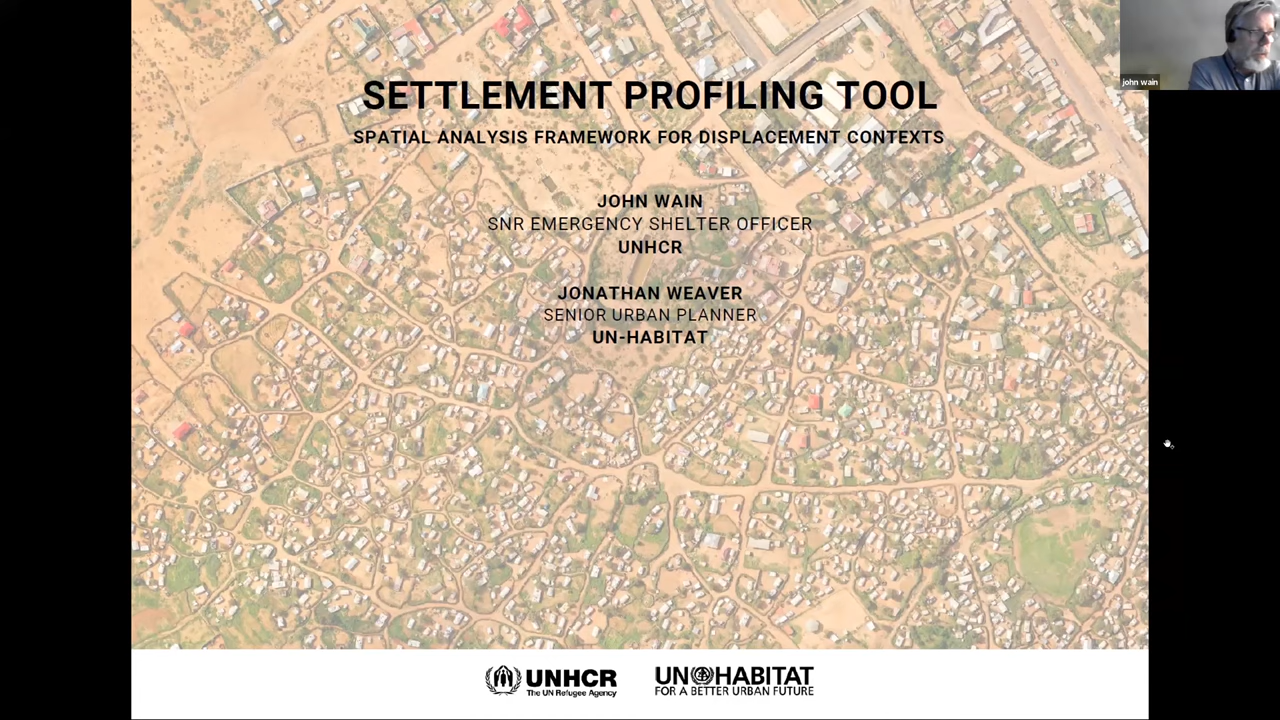 SETTLEMENT PROFILING TOOL
SPATIAL ANALYSIS FRAMEWORK FOR DISPLACEMENT CONTEXTS
JOHN WAIN
SNR EMERGENCY SHELTER OFFICER
UNHCR
JONATHAN WEAVER
SENIOR URBAN PLANNER
UN-HABITAT
john wain
UNHCR
The UN Refugee Agency
UN HABITAT
FOR A BETTER URBAN FUTURE